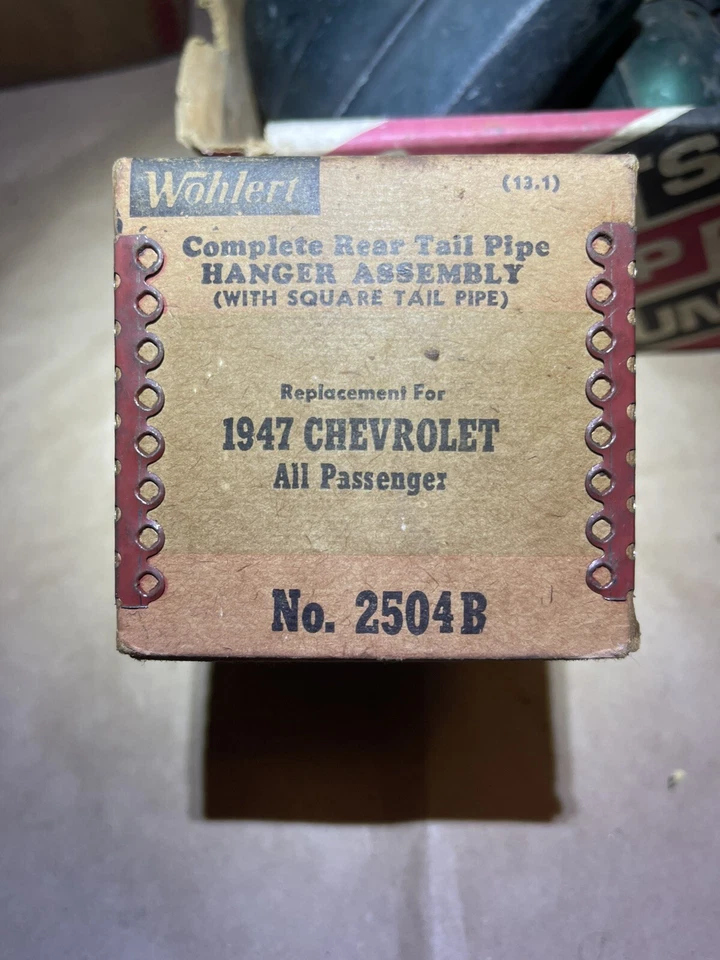 Wohlert
(13.1)
Complete Rear Tail Pipe
HANGER ASSEMBLY
(WITH SQUARE TAIL PIPE)
Replacement For
1947 CHEVROLET
All Passenger
No. 2504B